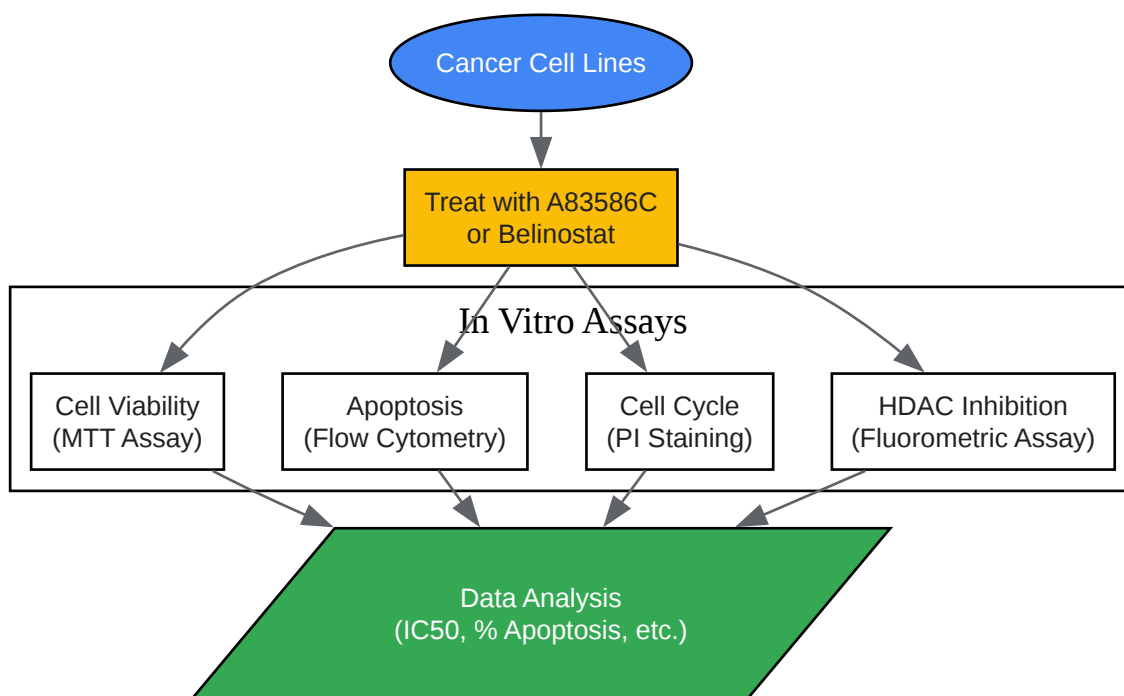 Cancer Cell Lines
Treat with A83586C
or Belinostat
In Vitro Assays
Cell Viability
(MTT Assay)
Apoptosis
(Flow Cytometry)
Cell Cycle
(PI Staining)
HDAC Inhibition
(Fluorometric Assay)
Data Analysis
(IC50, % Apoptosis, etc.)